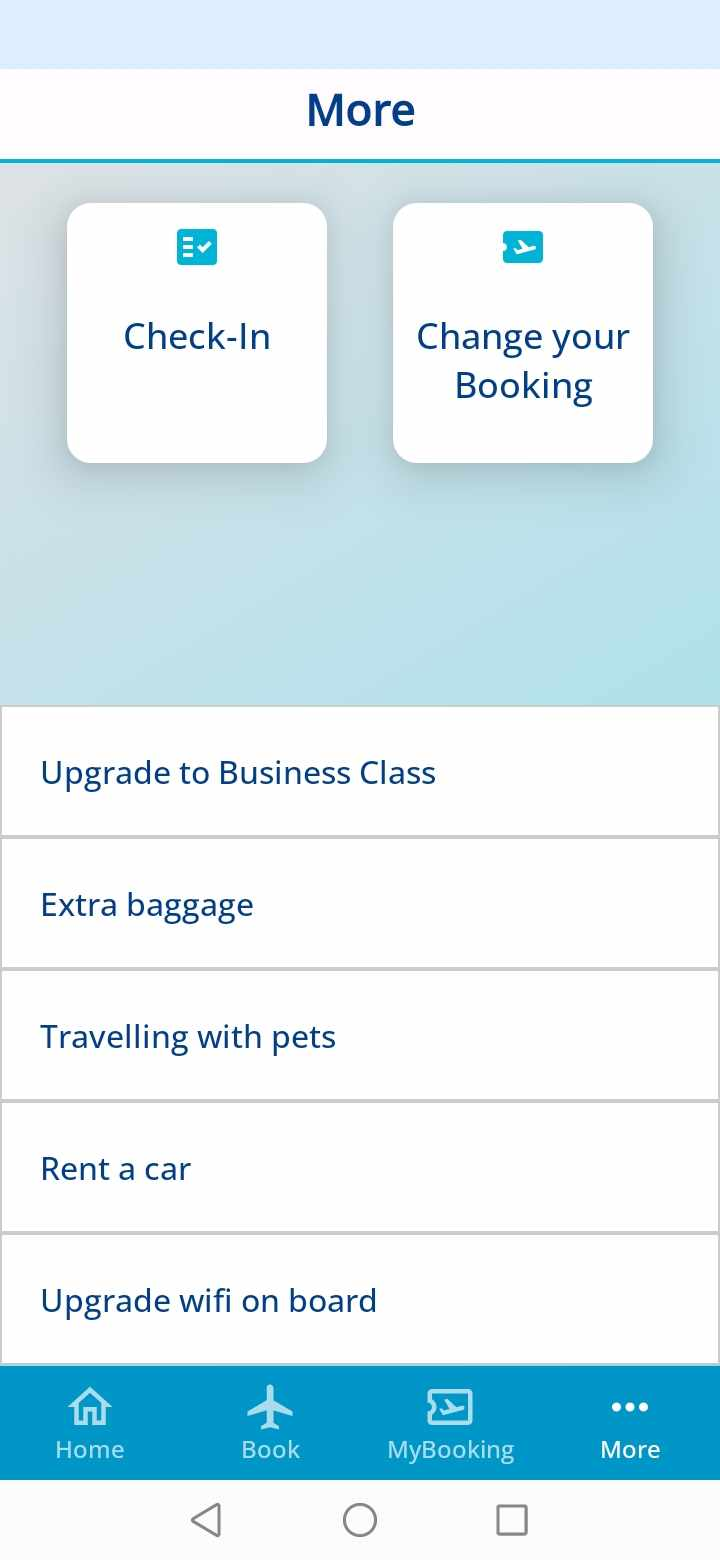 More
Check-In
Change your
Booking
Upgrade to Business Class
Extra baggage
Travelling with pets
Rent a car
Upgrade wifi on board
Home
Book
MyBooking
More